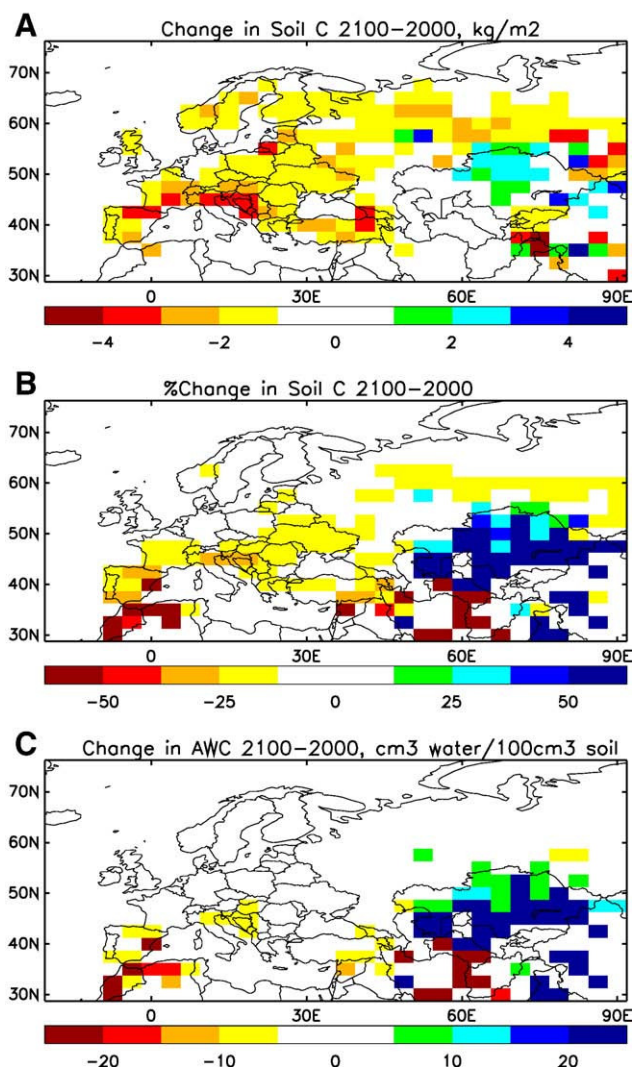 A
Change in Soil C 2100-2000, kg/m2
70N
60N
50N
40N
30N
0 30E 60E 90E
-4 -2 0 2 4
B
%Change in Soil C 2100-2000
70N
60N
50N
40N
30N
0 30E 60E 90E
-50 -25 0 25 50
C
Change in AWC 2100-2000, cm3 water/100cm3 soil
70N
60N
50N
40N
30N
0 30E 60E 90E
-20 -10 0 10 20